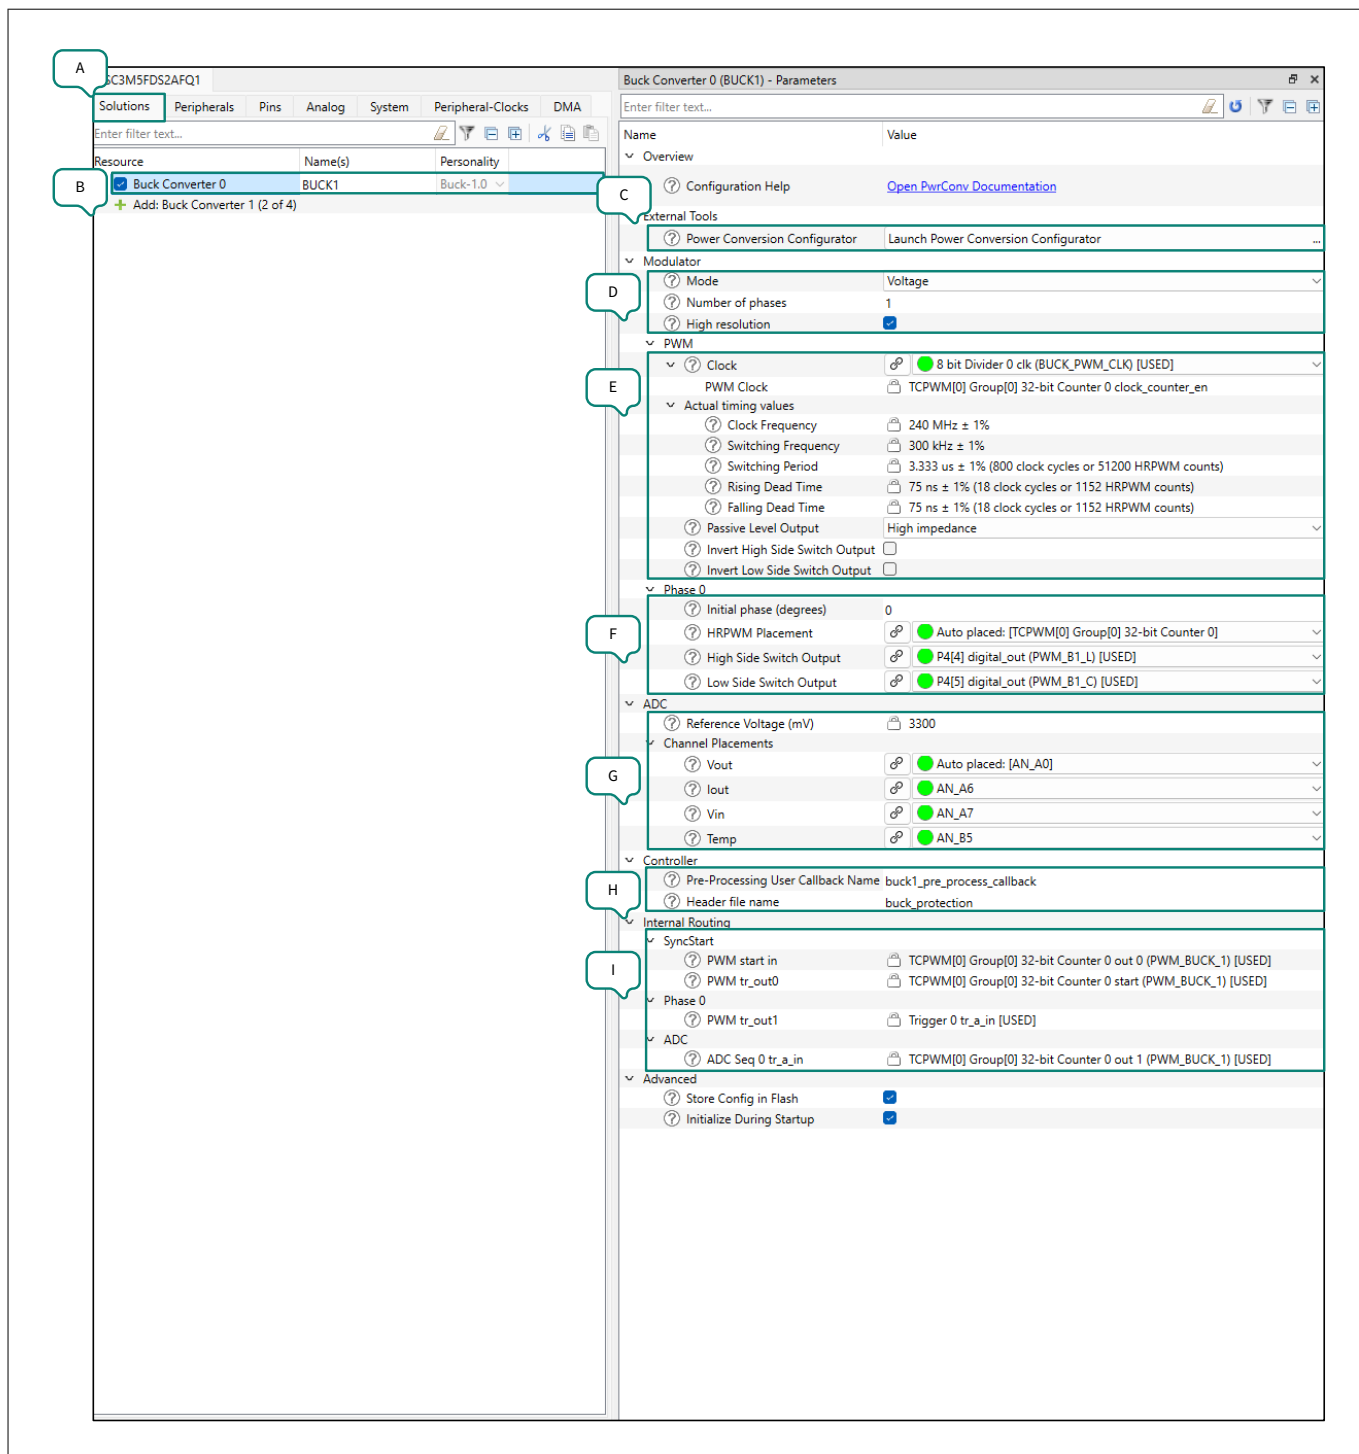 A
SC3M5FDS2AFQ1
Solutions Peripherals Pins Analog System Peripheral-Clocks DMA
Enter filter text...
Resource Name(s) Personality
B
Buck Converter 0 BUCK1 Buck-1.0
Add: Buck Converter 1 (2 of 4)
Buck Converter 0 (BUCK1) - Parameters
Enter filter text...
Name Value
Overview
Configuration Help Open PwrConv Documentation
C
External Tools
Power Conversion Configurator Launch Power Conversion Configurator ...
Modulator
D
Mode Voltage
Number of phases 1
High resolution
PWM
E
Clock 8 bit Divider 0 clk (BUCK_PWM_CLK) [USED]
PWM Clock TCPWM[0] Group[0] 32-bit Counter 0 clock_counter_en
Actual timing values
Clock Frequency 240 MHz ± 1%
Switching Frequency 300 kHz ± 1%
Switching Period 3.333 us ± 1% (800 clock cycles or 51200 HRPWM counts)
Rising Dead Time 75 ns ± 1% (18 clock cycles or 1152 HRPWM counts)
Falling Dead Time 75 ns ± 1% (18 clock cycles or 1152 HRPWM counts)
Passive Level Output High impedance
Invert High Side Switch Output
Invert Low Side Switch Output
Phase 0
F
Initial phase (degrees) 0
HRPWM Placement Auto placed: [TCPWM[0] Group[0] 32-bit Counter 0]
High Side Switch Output P4[4] digital_out (PWM_B1_L) [USED]
Low Side Switch Output P4[5] digital_out (PWM_B1_C) [USED]
ADC
G
Reference Voltage (mV) 3300
Channel Placements
Vout Auto placed: [AN_A0]
Iout AN_A6
Vin AN_A7
Temp AN_B5
Controller
H
Pre-Processing User Callback Name buck1_pre_process_callback
Header file name buck_protection
Internal Routing
I
SyncStart
PWM start in TCPWM[0] Group[0] 32-bit Counter 0 out 0 (PWM_BUCK_1) [USED]
PWM tr_out0 TCPWM[0] Group[0] 32-bit Counter 0 start (PWM_BUCK_1) [USED]
Phase 0
PWM tr_out1 Trigger 0 tr_a_in [USED]
ADC
ADC Seq 0 tr_a_in TCPWM[0] Group[0] 32-bit Counter 0 out 1 (PWM_BUCK_1) [USED]
Advanced
Store Config in Flash
Initialize During Startup